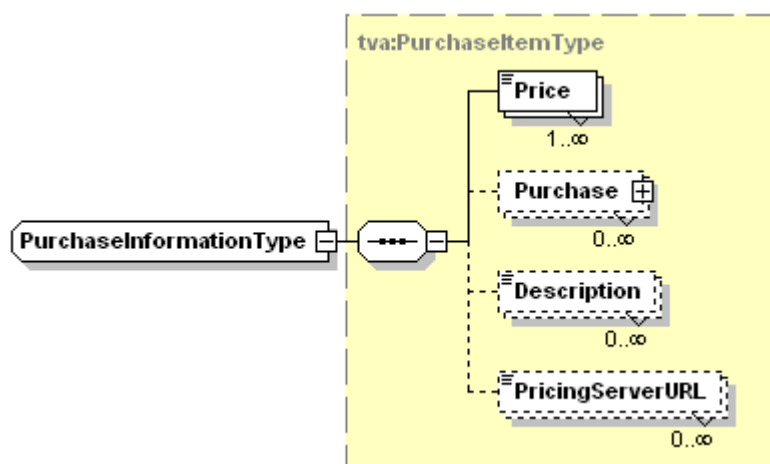 tva:PurchaseItemType
Price
1..∞
Purchase
0..∞
PurchaseInformationType
Description
0..∞
PricingServerURL
0..∞